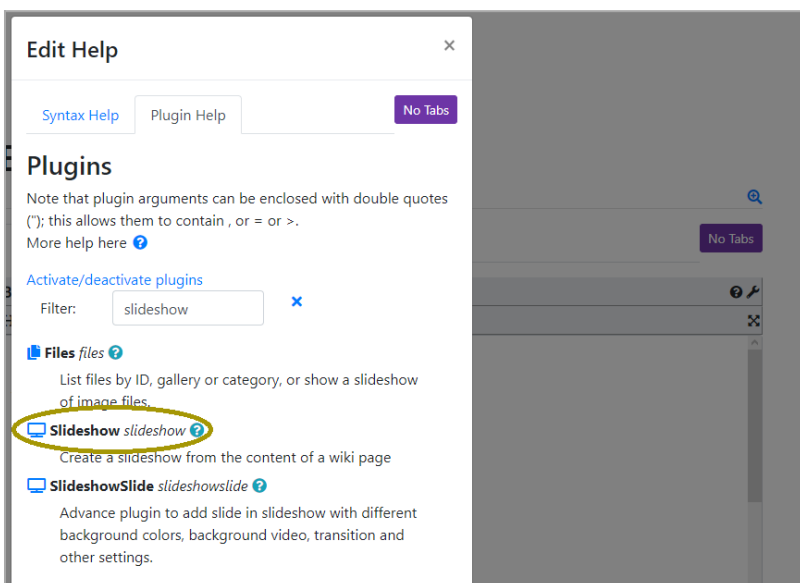 Edit Help ×
Syntax Help Plugin Help No Tabs
Plugins
Note that plugin arguments can be enclosed with double quotes
("); this allows them to contain , or = or >.
More help here
Activate/deactivate plugins
Filter: slideshow
Files files
List files by ID, gallery or category, or show a slideshow
of image files.
Slideshow slideshow
Create a slideshow from the content of a wiki page
SlideshowSlide slideshowslide
Advance plugin to add slide in slideshow with different
background colors, background video, transition and
other settings.
No Tabs